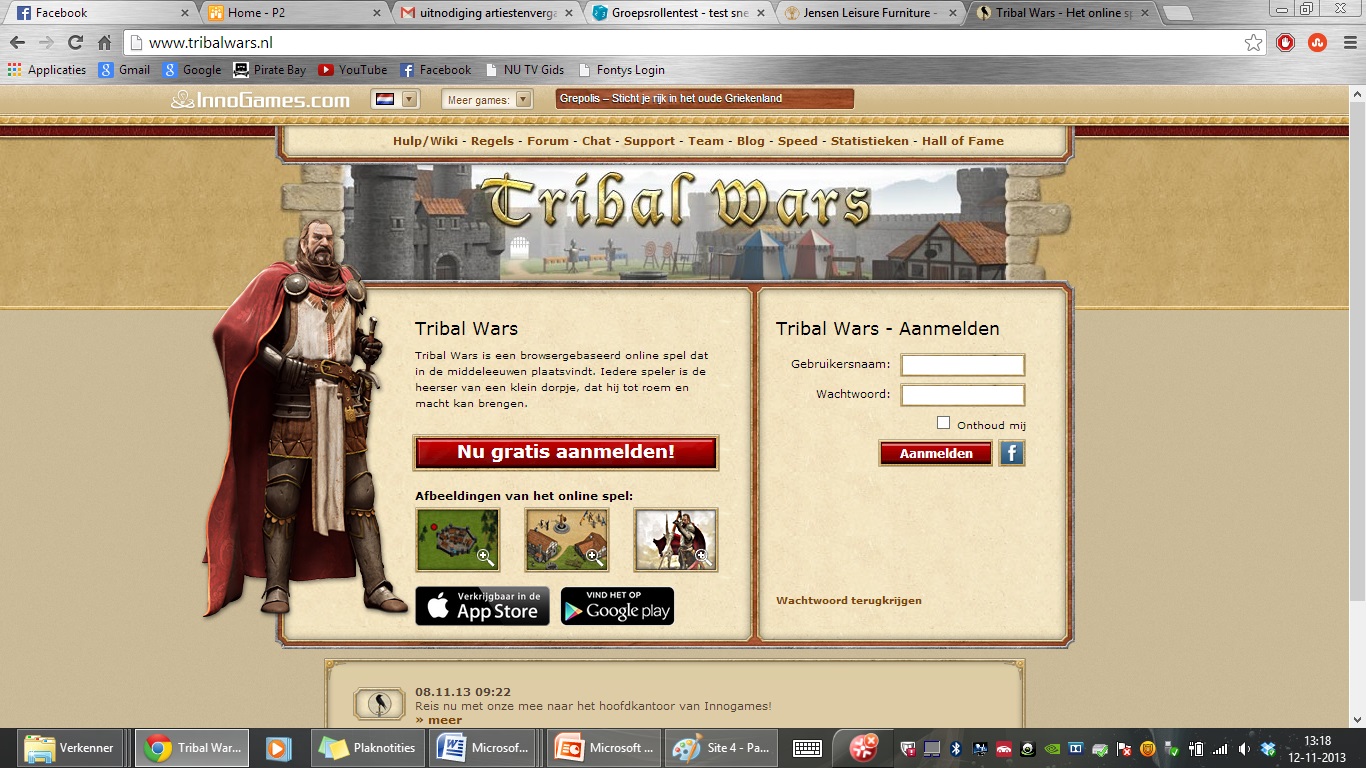 Facebook
Home - P2
uitnodiging artiestenverga
Groepsrollentest - test sne
Jensen Leisure Furniture -
Tribal Wars - Het online sp
www.tribalwars.nl
Applicaties
Gmail
Google
Pirate Bay
YouTube
Facebook
NU TV Gids
Fontys Login
InnoGames.com
Meer games:
Grepolis – Sticht je rijk in het oude Griekenland
Hulp/Wiki - Regels - Forum - Chat - Support - Team - Blog - Speed - Statistieken - Hall of Fame
Tribal Wars
Tribal Wars
Tribal Wars is een browsergebaseerd online spel dat
in de middeleeuwen plaatsvindt. Iedere speler is de
heerser van een klein dorpje, dat hij tot roem en
macht kan brengen.
Nu gratis aanmelden!
Afbeeldingen van het online spel:
Verkrijgbaar in de
App Store
VIND HET OP
Google play
Tribal Wars - Aanmelden
Gebruikersnaam:
Wachtwoord:
Onthoud mij
Aanmelden
Wachtwoord terugkrijgen
08.11.13 09:22
Reis nu met onze mee naar het hoofdkantoor van Innogames!
» meer
Verkenner
Tribal War...
Plaknotities
Microsof...
Microsoft ...
Site 4 - Pa...
13:18
12-11-2013